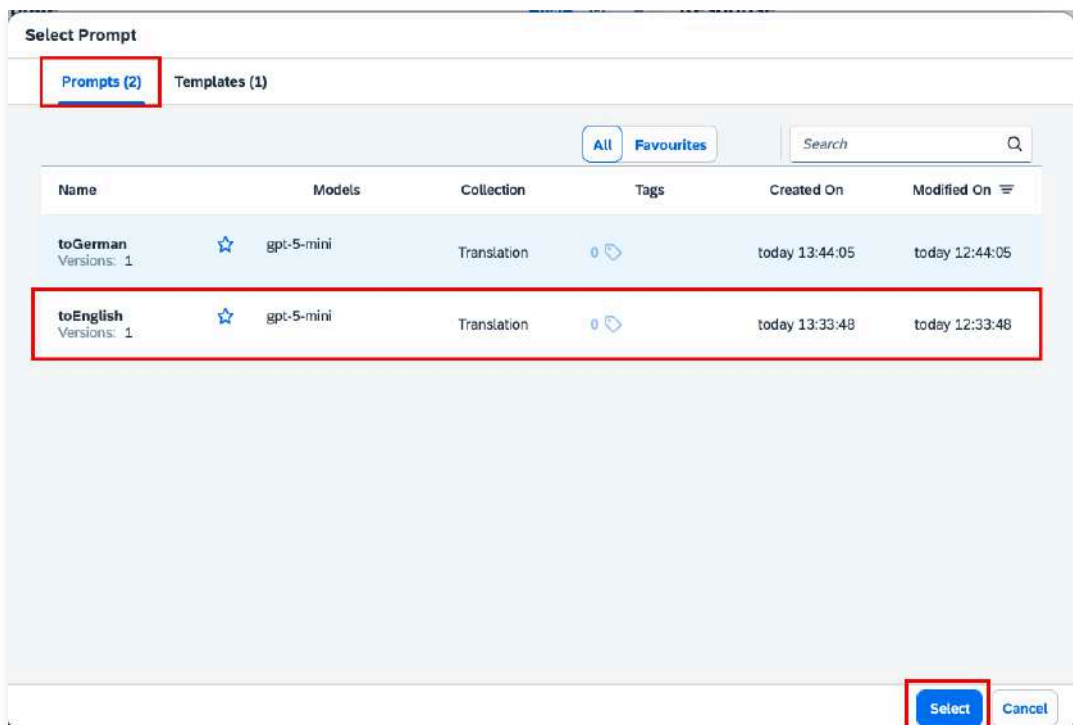 Select Prompt
Prompts (2) Templates (1)
All Favourites Search
Name Models Collection Tags Created On Modified On
toGerman gpt-5-mini Translation 0 today 13:44:05 today 12:44:05
Versions: 1
toEnglish gpt-5-mini Translation 0 today 13:33:48 today 12:33:48
Versions: 1
Select Cancel